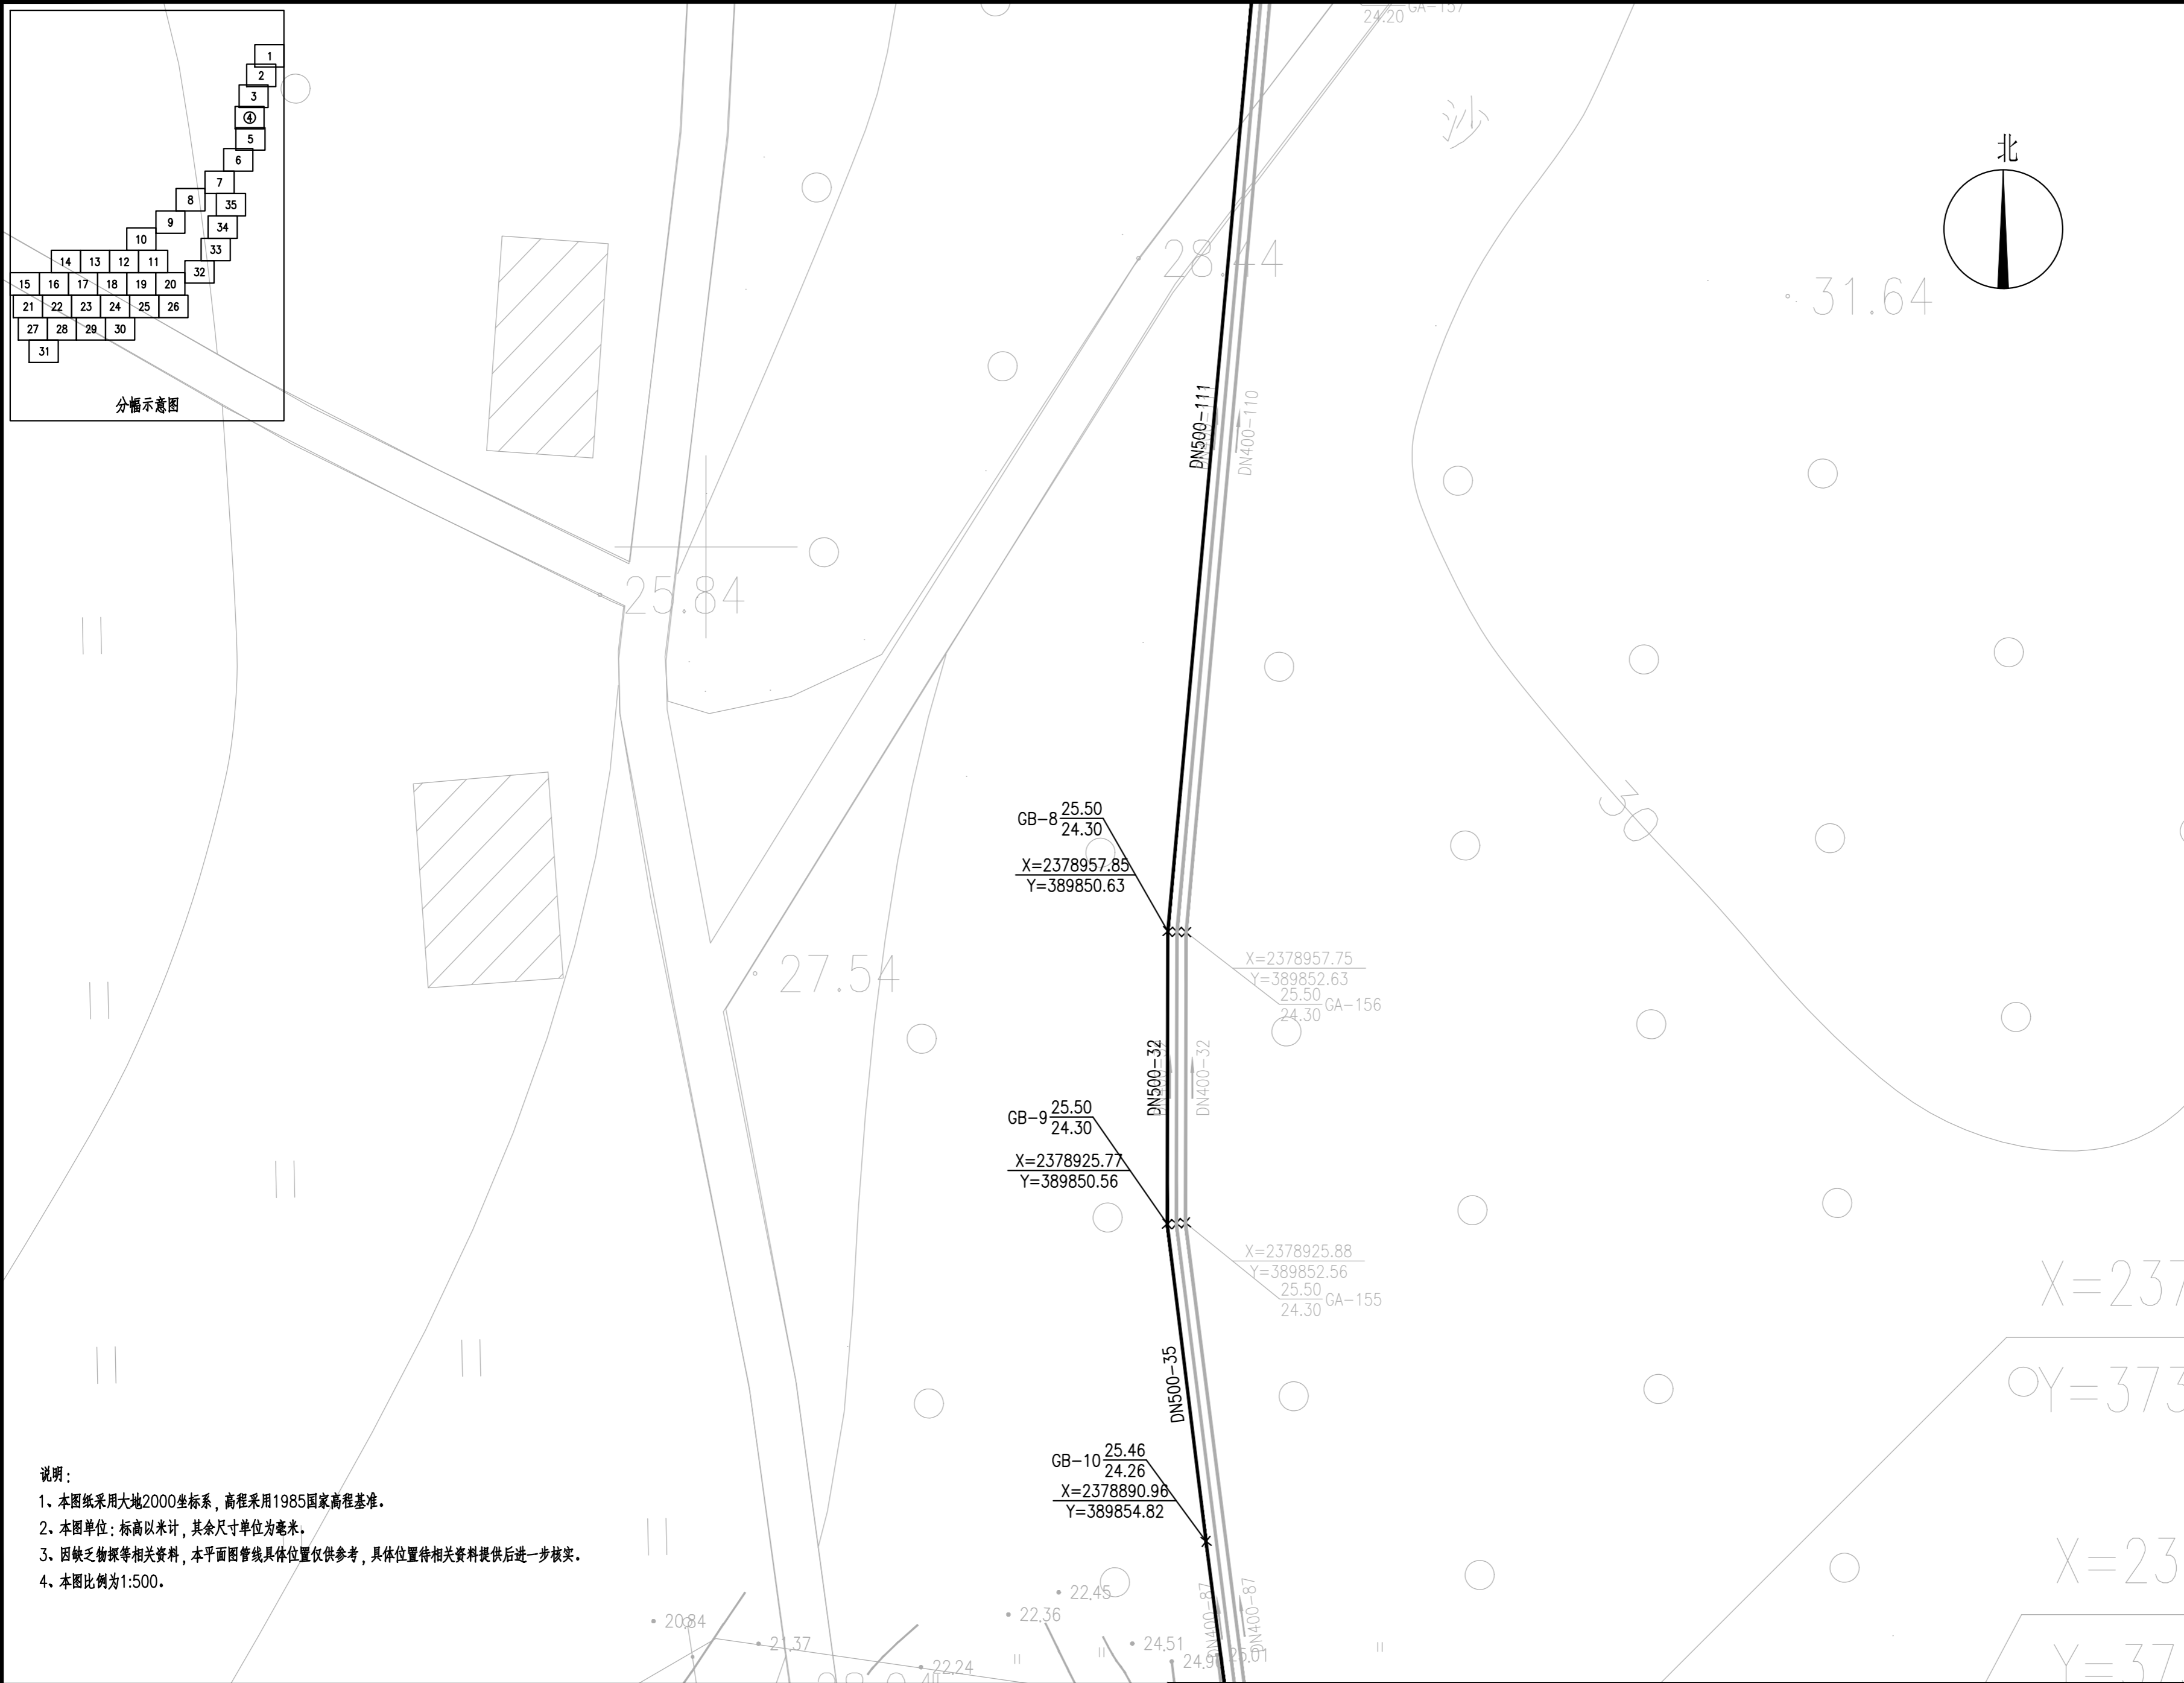 24.20 GA-157
1
2
3
④
5
6
7
8
35
9
34
10
33
14 13 12 11
32
15 16 17 18 19 20
21 22 23 24 25 26
27 28 29 30
31
分幅示意图
沙
北
28.44
31.64
DN500-111
DN400-110
25.84
30
GB-8 25.50
24.30
X=2378957.85
Y=389850.63
27.54
X=2378957.75
Y=389852.63
25.50
24.30 GA-156
DN500-32
DN400-32
GB-9 25.50
24.30
X=2378925.77
Y=389850.56
X=2378925.88
Y=389852.56
25.50
24.30 GA-155
DN500-35
GB-10 25.46
24.26
X=2378890.96
Y=389854.82
DN400-87
DN400-87
X=237
Y=373
X=23
Y=37
说明：
1、本图纸采用大地2000坐标系，高程采用1985国家高程基准。
2、本图单位：标高以米计，其余尺寸单位为毫米。
3、因缺乏物探等相关资料，本平面图管线具体位置仅供参考，具体位置待相关资料提供后进一步核实。
4、本图比例为1:500。
20.84
21.37
22.24
22.36
22.45
24.51
25.01